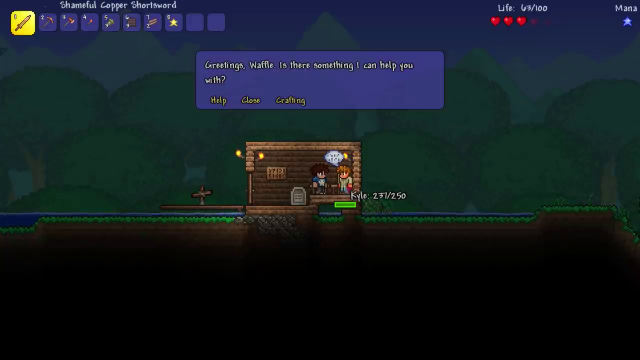 Shameful Copper Shortsword
Life: 63/100
Mana
Greetings, Waffle. Is there something I can help you
with?
Help Close Crafting
Kyle: 237/250